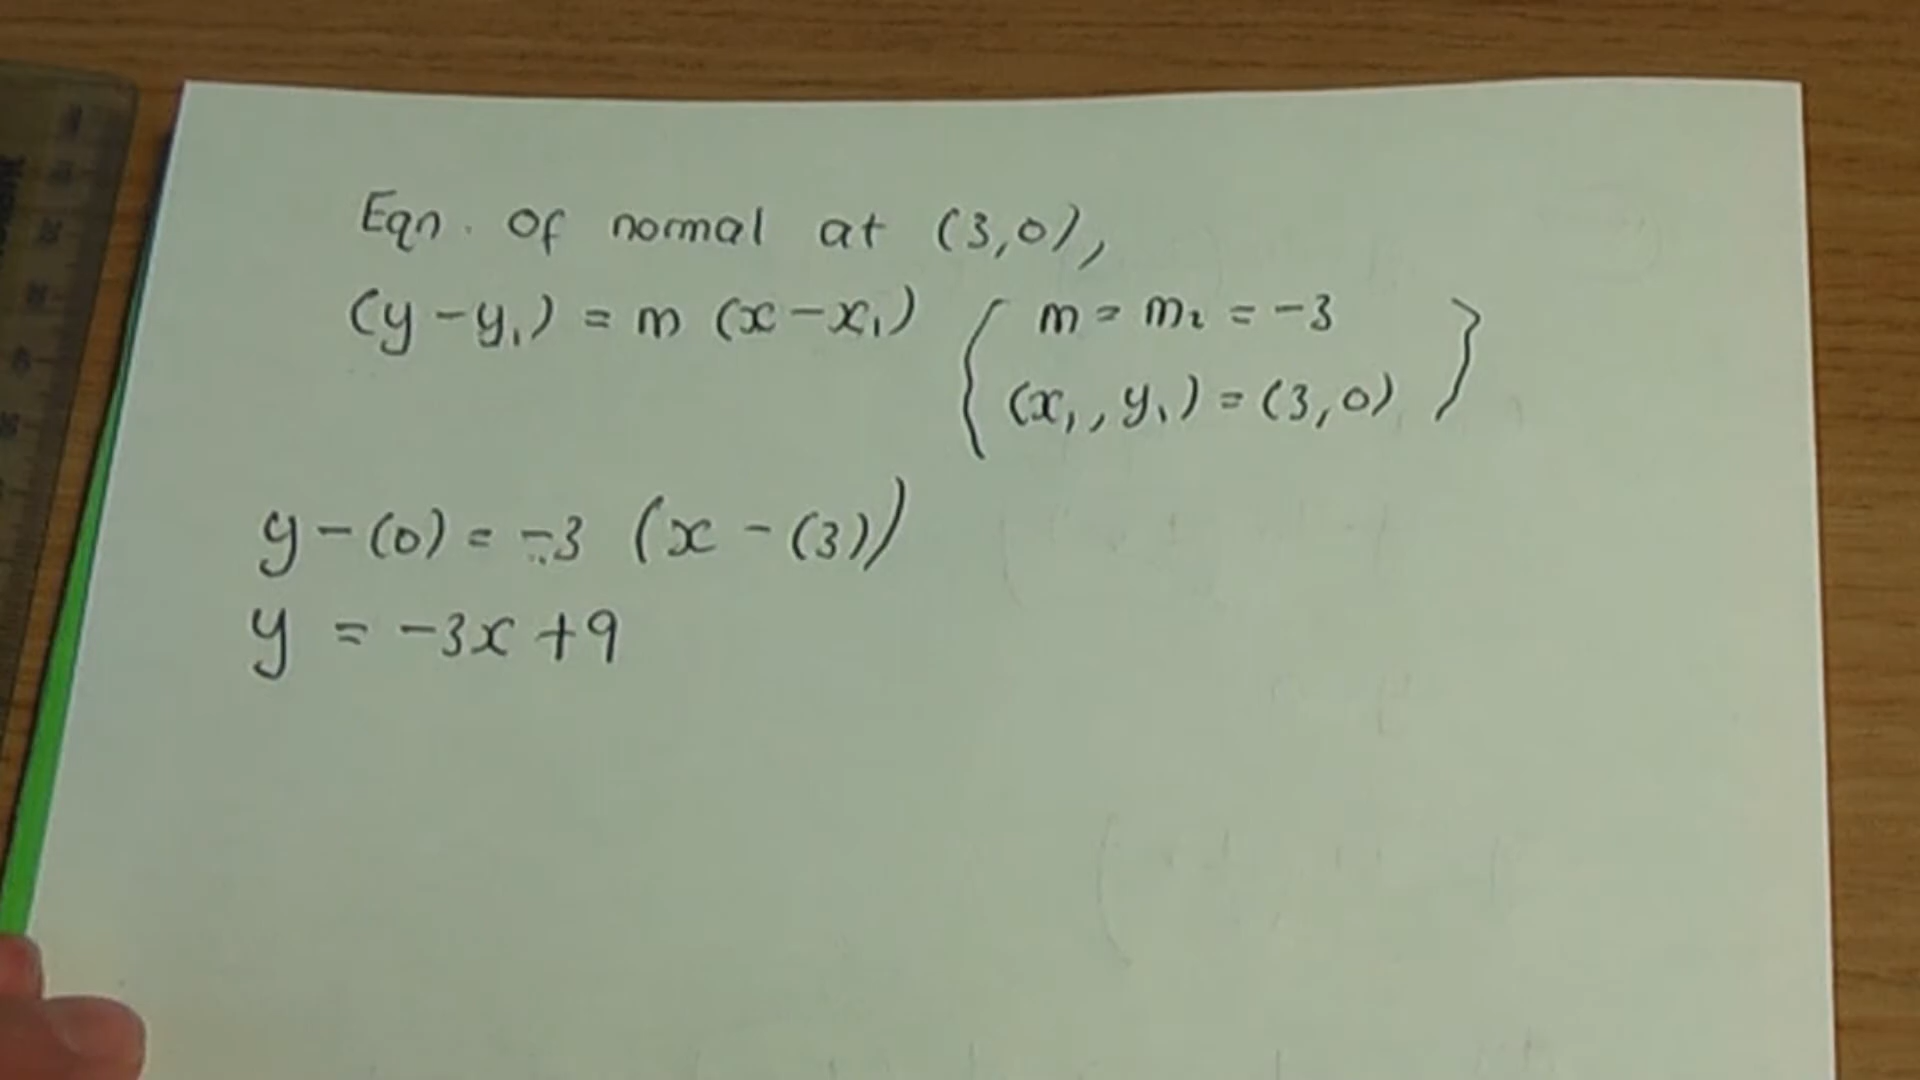 Eqn. of normal at (3,0),
(y-y₁) = m (x-x₁) { m = m₂ = -3
(x₁, y₁) = (3,0) }
y-(0) = -3 (x-(3))
y = -3x+9